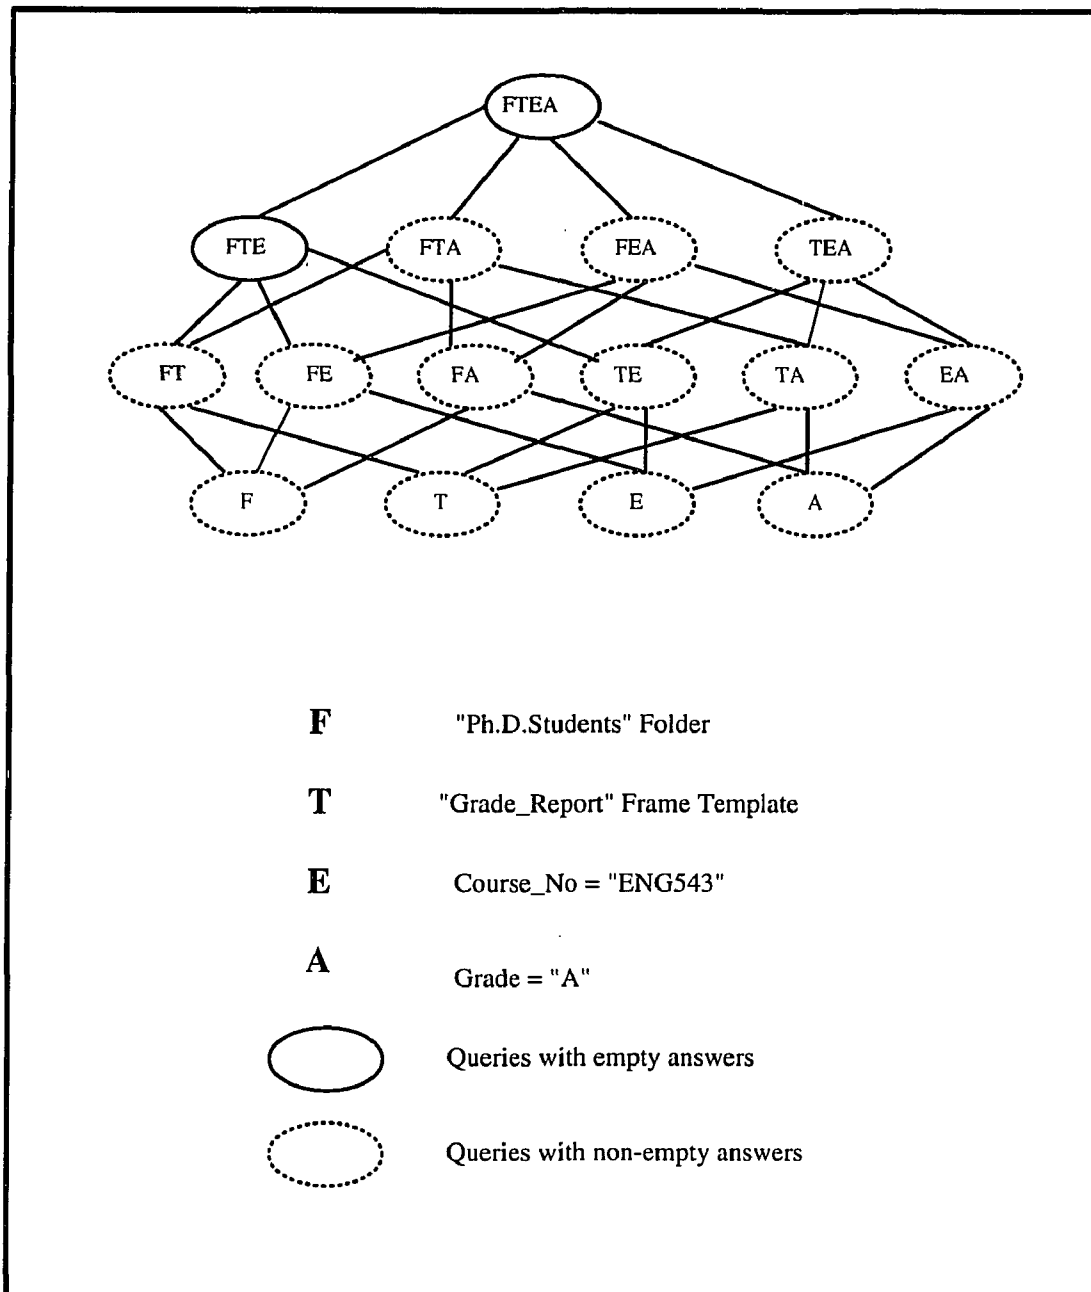 FTEA
FTE FTA FEA TEA
FT FE FA TE TA EA
F T E A
F "Ph.D.Students" Folder
T "Grade_Report" Frame Template
E Course_No = "ENG543"
A Grade = "A"
Queries with empty answers
Queries with non-empty answers